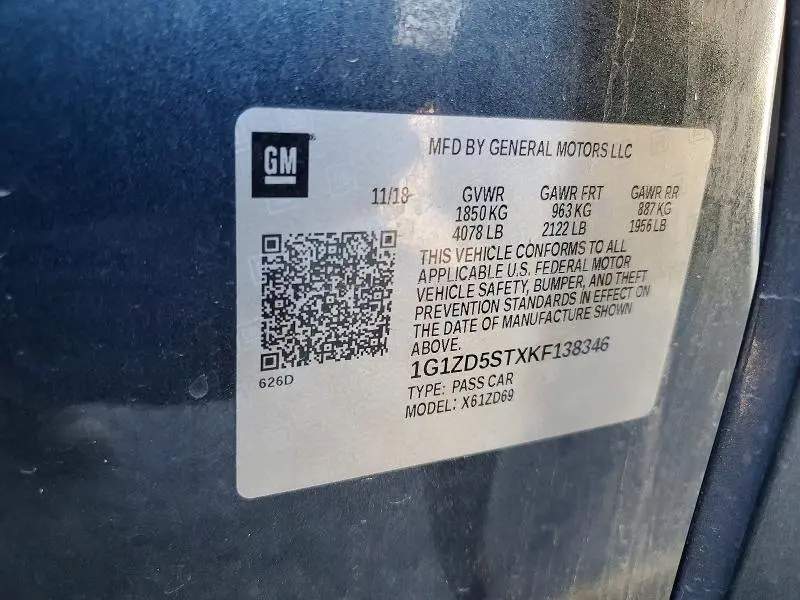 GM
MFD BY GENERAL MOTORS LLC
11/18 GVWR GAWR FRT GAWR RR
1850 KG 963 KG 887 KG
4078 LB 2122 LB 1956 LB
THIS VEHICLE CONFORMS TO ALL
APPLICABLE U.S. FEDERAL MOTOR
VEHICLE SAFETY, BUMPER, AND THEFT
PREVENTION STANDARDS IN EFFECT ON
THE DATE OF MANUFACTURE SHOWN
ABOVE.
1G1ZD5STXKF138346
TYPE: PASS CAR
MODEL: X61ZD69
626D